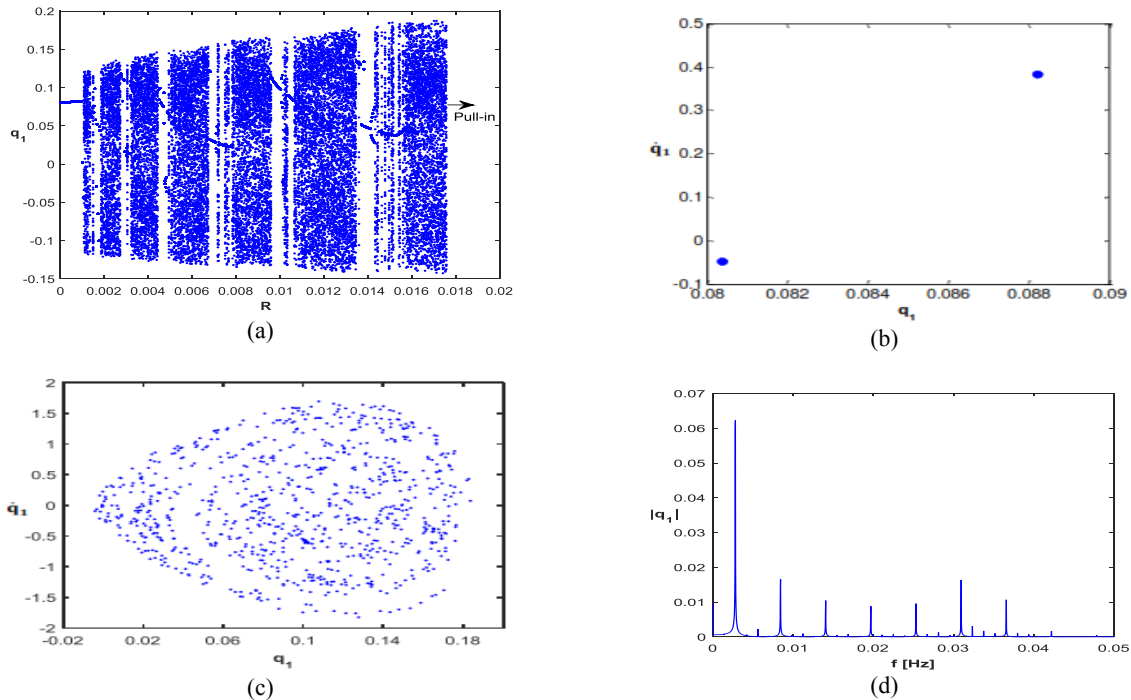 0.2
0.15
0.1
0.05
0
-0.05
-0.1
-0.15
q1
0 0.002 0.004 0.006 0.008 0.01 0.012 0.014 0.016 0.018 0.02
R
Pull-in
(a)
0.5
0.4
0.3
0.2
0.1
0
-0.1
q̇1
0.08 0.082 0.084 0.086 0.088 0.09
q1
(b)
2
1.5
1
0.5
0
-0.5
-1
-1.5
-2
q̇1
-0.02 0.02 0.06 0.1 0.14 0.18
q1
(c)
0.07
0.06
0.05
0.04
0.03
0.02
0.01
0
|q1|
0 0.01 0.02 0.03 0.04 0.05
f [Hz]
(d)